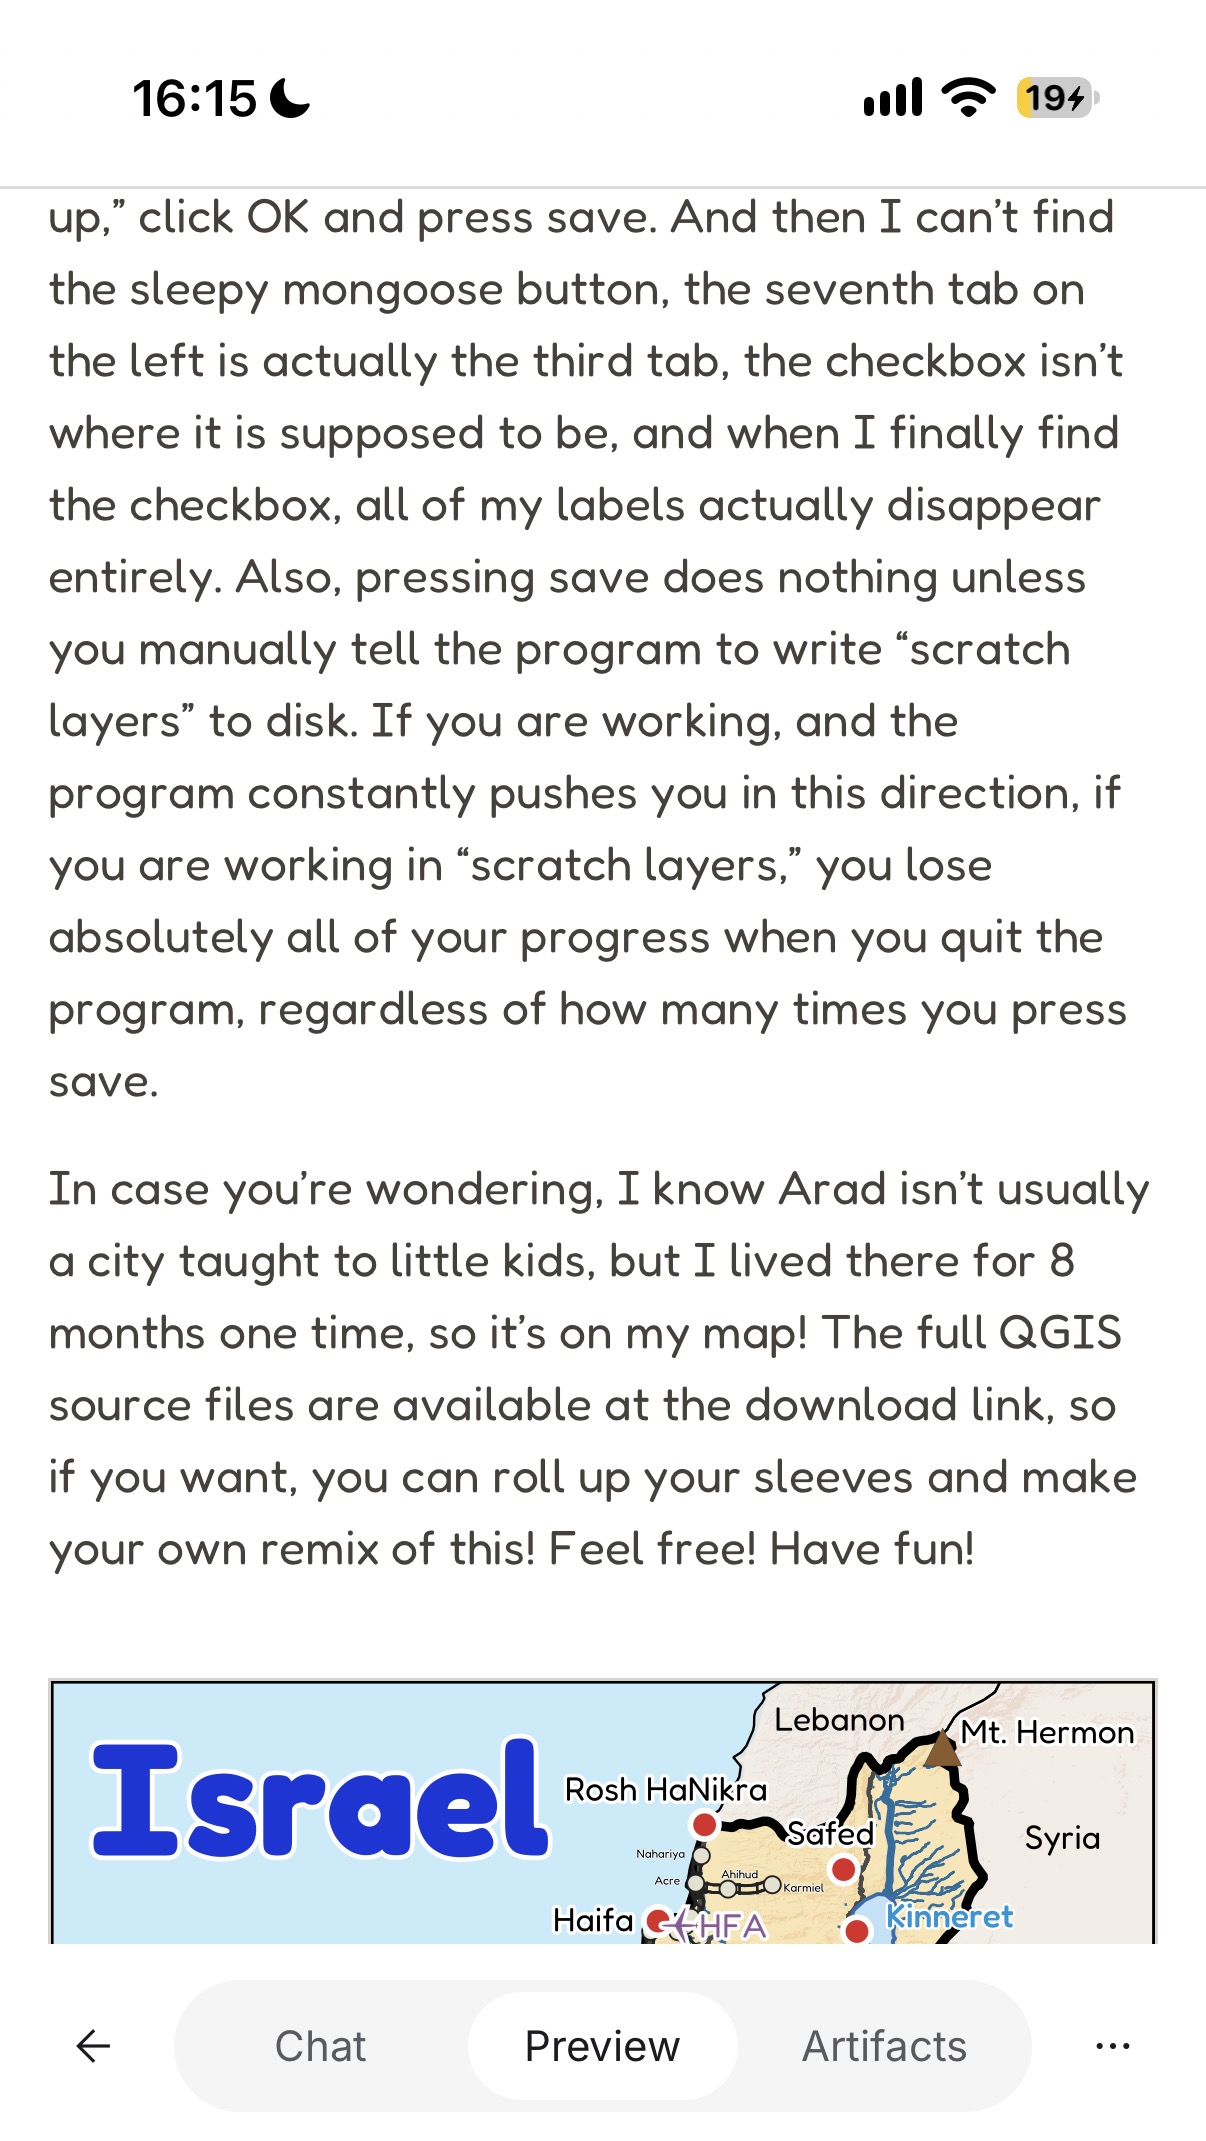 16:15
19
up,” click OK and press save. And then I can’t find
the sleepy mongoose button, the seventh tab on
the left is actually the third tab, the checkbox isn’t
where it is supposed to be, and when I finally find
the checkbox, all of my labels actually disappear
entirely. Also, pressing save does nothing unless
you manually tell the program to write “scratch
layers” to disk. If you are working, and the
program constantly pushes you in this direction, if
you are working in “scratch layers,” you lose
absolutely all of your progress when you quit the
program, regardless of how many times you press
save.
In case you’re wondering, I know Arad isn’t usually
a city taught to little kids, but I lived there for 8
months one time, so it’s on my map! The full QGIS
source files are available at the download link, so
if you want, you can roll up your sleeves and make
your own remix of this! Feel free! Have fun!
Israel
Lebanon
Mt. Hermon
Rosh HaNikra
Safed
Syria
Nahariya
Acre
Ahihud
Karmiel
Haifa
HFA
Kinneret
Chat
Preview
Artifacts